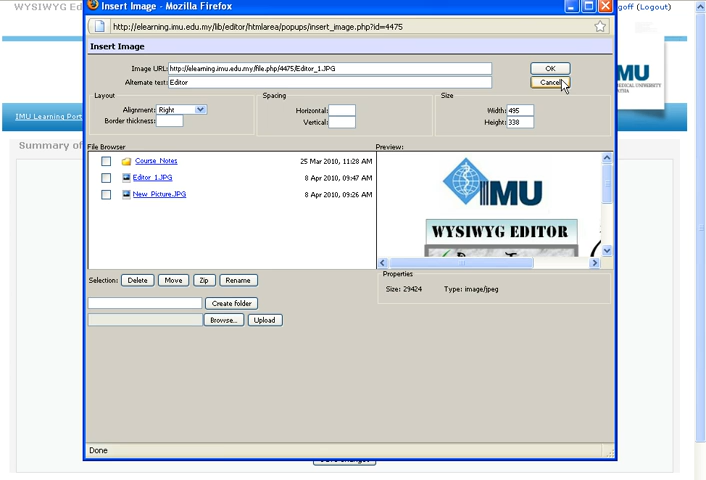 WYSIWYG Ed
goff (Logout)
Insert Image - Mozilla Firefox
http://elearning.imu.edu.my/lib/editor/htmlarea/popups/insert_image.php?id=4475
Insert Image
Image URL: http://elearning.imu.edu.my/file.php/4475/Editor_1.JPG
OK
Alternate text: Editor
Cancel
MU
Layout
Spacing
Size
Alignment: Right
Horizontal:
Width: 495
Border thickness:
Vertical:
Height: 338
IMU Learning Port
Summary of
File Browser
Preview:
Course_Notes 25 Mar 2010, 11:28 AM
Editor_1.JPG 8 Apr 2010, 09:47 AM
New_Picture.JPG 8 Apr 2010, 09:26 AM
IMU
WYSIWYG EDITOR
Selection: Delete Move Zip Rename
Properties
Size: 29424 Type: image/jpeg
Create folder
Browse... Upload
Done